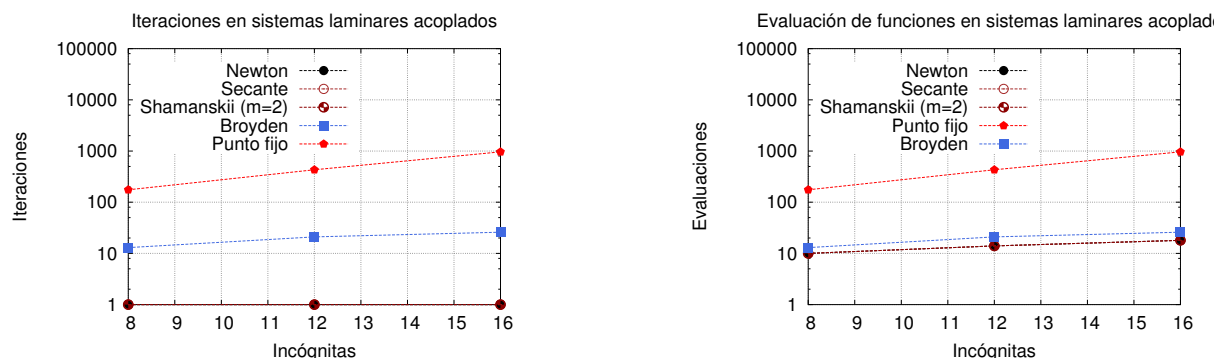 Iteraciones en sistemas laminares acoplados
100000
10000
1000
100
10
1
Iteraciones
Newton
Secante
Shamanskii (m=2)
Broyden
Punto fijo
8 9 10 11 12 13 14 15 16
Incógnitas
Evaluación de funciones en sistemas laminares acoplad
100000
10000
1000
100
10
1
Evaluaciones
Newton
Secante
Shamanskii (m=2)
Punto fijo
Broyden
8 9 10 11 12 13 14 15 16
Incógnitas